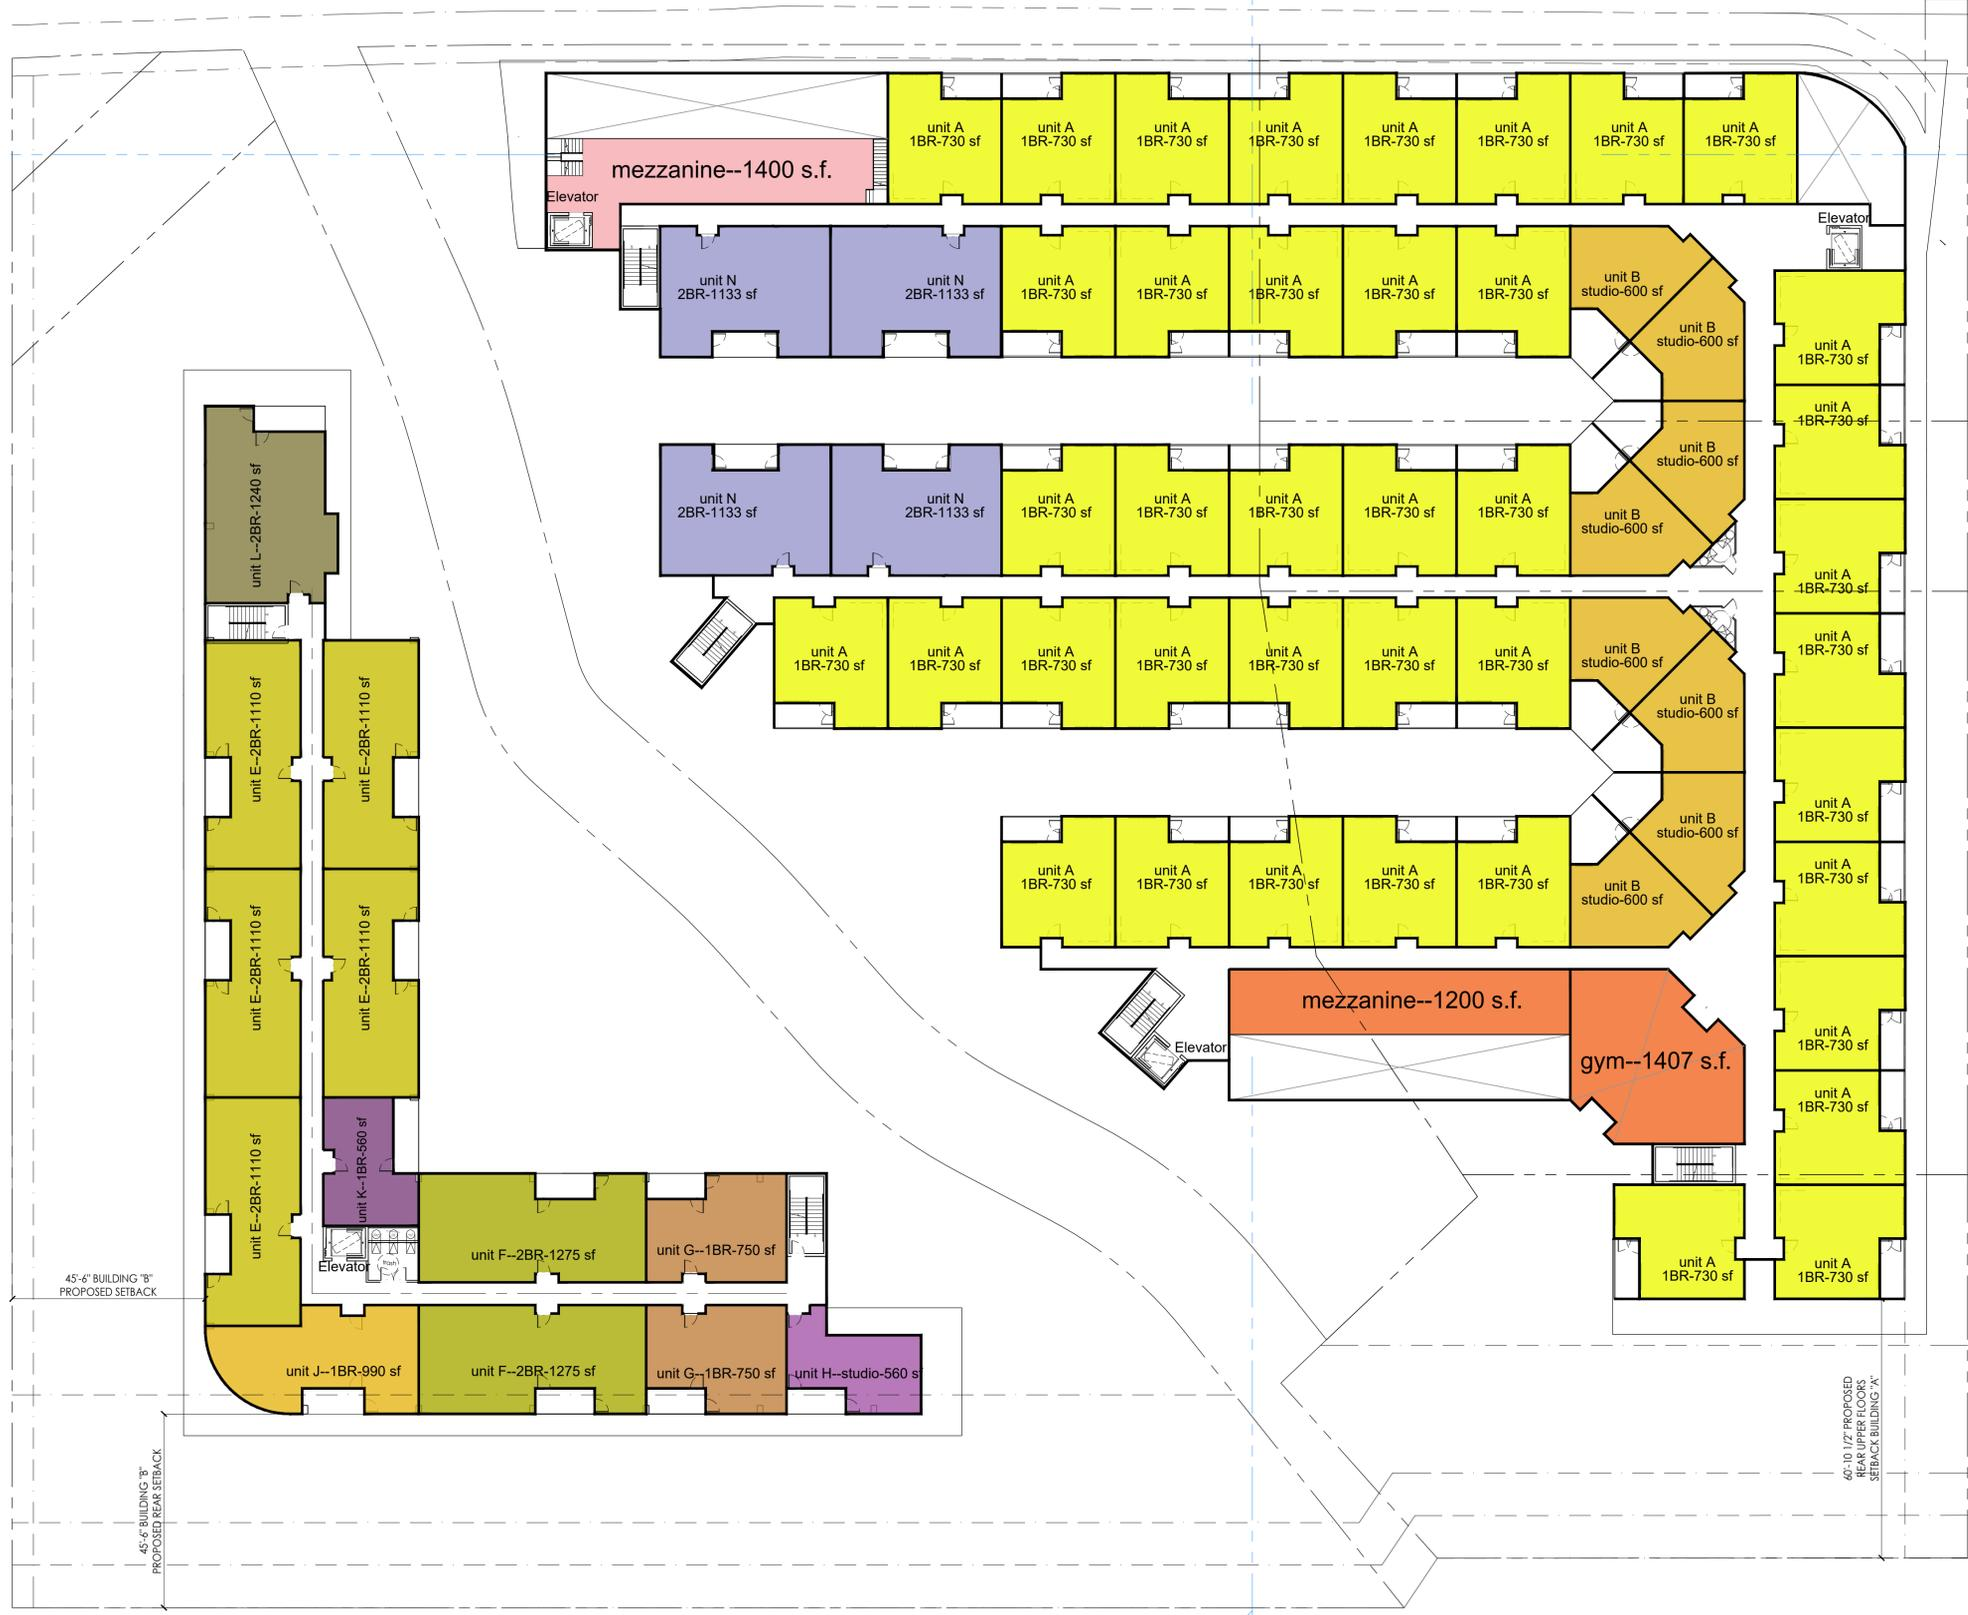 unit A
1BR-730 sf
unit A
1BR-730 sf
unit A
1BR-730 sf
unit A
1BR-730 sf
unit A
1BR-730 sf
unit A
1BR-730 sf
unit A
1BR-730 sf
unit A
1BR-730 sf
mezzanine--1400 s.f.
Elevator
Elevator
unit N
2BR-1133 sf
unit N
2BR-1133 sf
unit A
1BR-730 sf
unit A
1BR-730 sf
unit A
1BR-730 sf
unit A
1BR-730 sf
unit A
1BR-730 sf
unit B
studio-600 sf
unit B
studio-600 sf
unit A
1BR-730 sf
unit A
1BR-730 sf
unit B
studio-600 sf
unit N
2BR-1133 sf
unit N
2BR-1133 sf
unit A
1BR-730 sf
unit A
1BR-730 sf
unit A
1BR-730 sf
unit A
1BR-730 sf
unit A
1BR-730 sf
unit B
studio-600 sf
unit L--2BR-1240 sf
unit A
1BR-730 sf
unit A
1BR-730 sf
unit A
1BR-730 sf
unit A
1BR-730 sf
unit A
1BR-730 sf
unit A
1BR-730 sf
unit A
1BR-730 sf
unit A
1BR-730 sf
unit A
1BR-730 sf
unit B
studio-600 sf
unit B
studio-600 sf
unit A
1BR-730 sf
unit E--2BR-1110 sf
unit E--2BR-1110 sf
unit B
studio-600 sf
unit A
1BR-730 sf
unit A
1BR-730 sf
unit A
1BR-730 sf
unit A
1BR-730 sf
unit A
1BR-730 sf
unit A
1BR-730 sf
unit B
studio-600 sf
unit A
1BR-730 sf
unit E--2BR-1110 sf
unit E--2BR-1110 sf
mezzanine--1200 s.f.
Elevator
gym--1407 s.f.
unit A
1BR-730 sf
unit A
1BR-730 sf
unit E--2BR-1110 sf
unit K--1BR-560 sf
Elevator
trash
unit F--2BR-1275 sf
unit G--1BR-750 sf
unit A
1BR-730 sf
unit A
1BR-730 sf
45'-6" BUILDING "B"
PROPOSED SETBACK
unit J--1BR-990 sf
unit F--2BR-1275 sf
unit G--1BR-750 sf
unit H--studio-560 sf
45'-6" BUILDING "B"
PROPOSED REAR SETBACK
60'-10 1/2" PROPOSED
REAR UPPER FLOORS
SETBACK BUILDING "A"